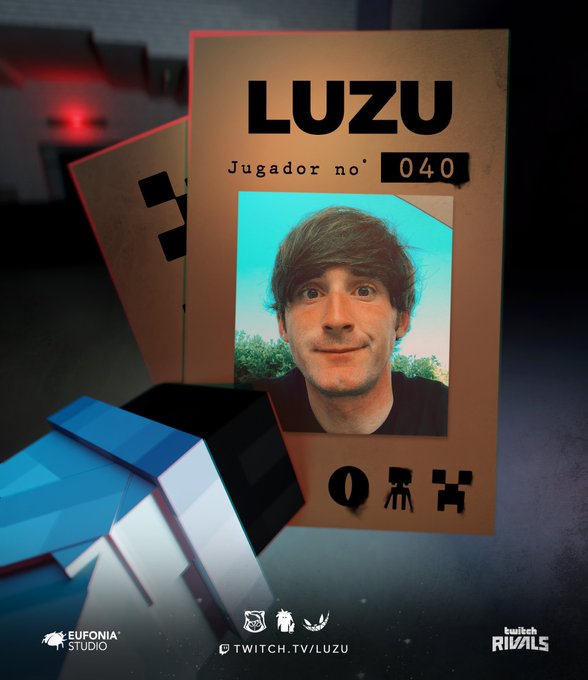 LUZU
Jugador no° 040
EUFONIA®
STUDIO
TWITCH.TV/LUZU
twitch
RIVALS